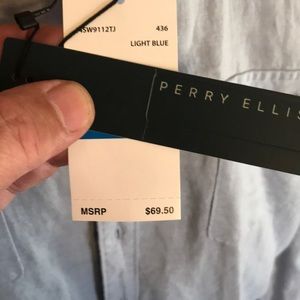 4SW9112TJ 436
LIGHT BLUE
PERRY ELLIS
MSRP $69.50